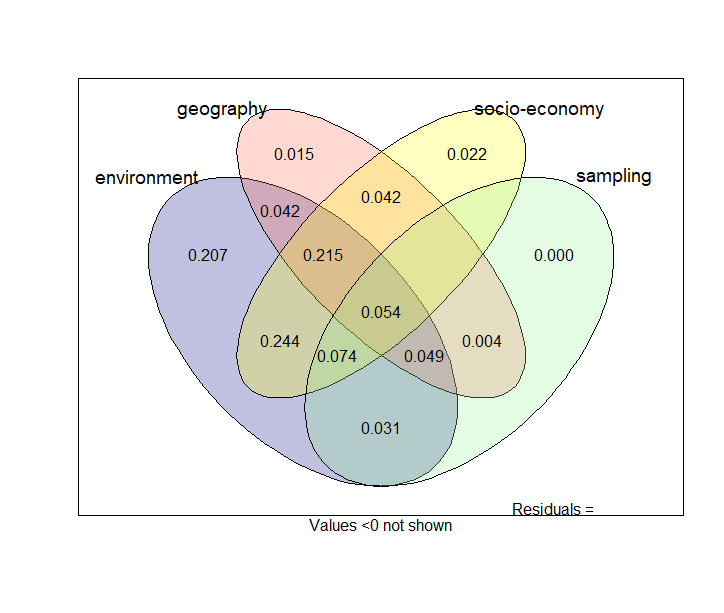 geography socio-economy
environment sampling
0.015 0.022
0.042
0.042
0.207 0.215 0.000
0.054
0.244 0.004
0.074 0.049
0.031
Residuals =
Values <0 not shown